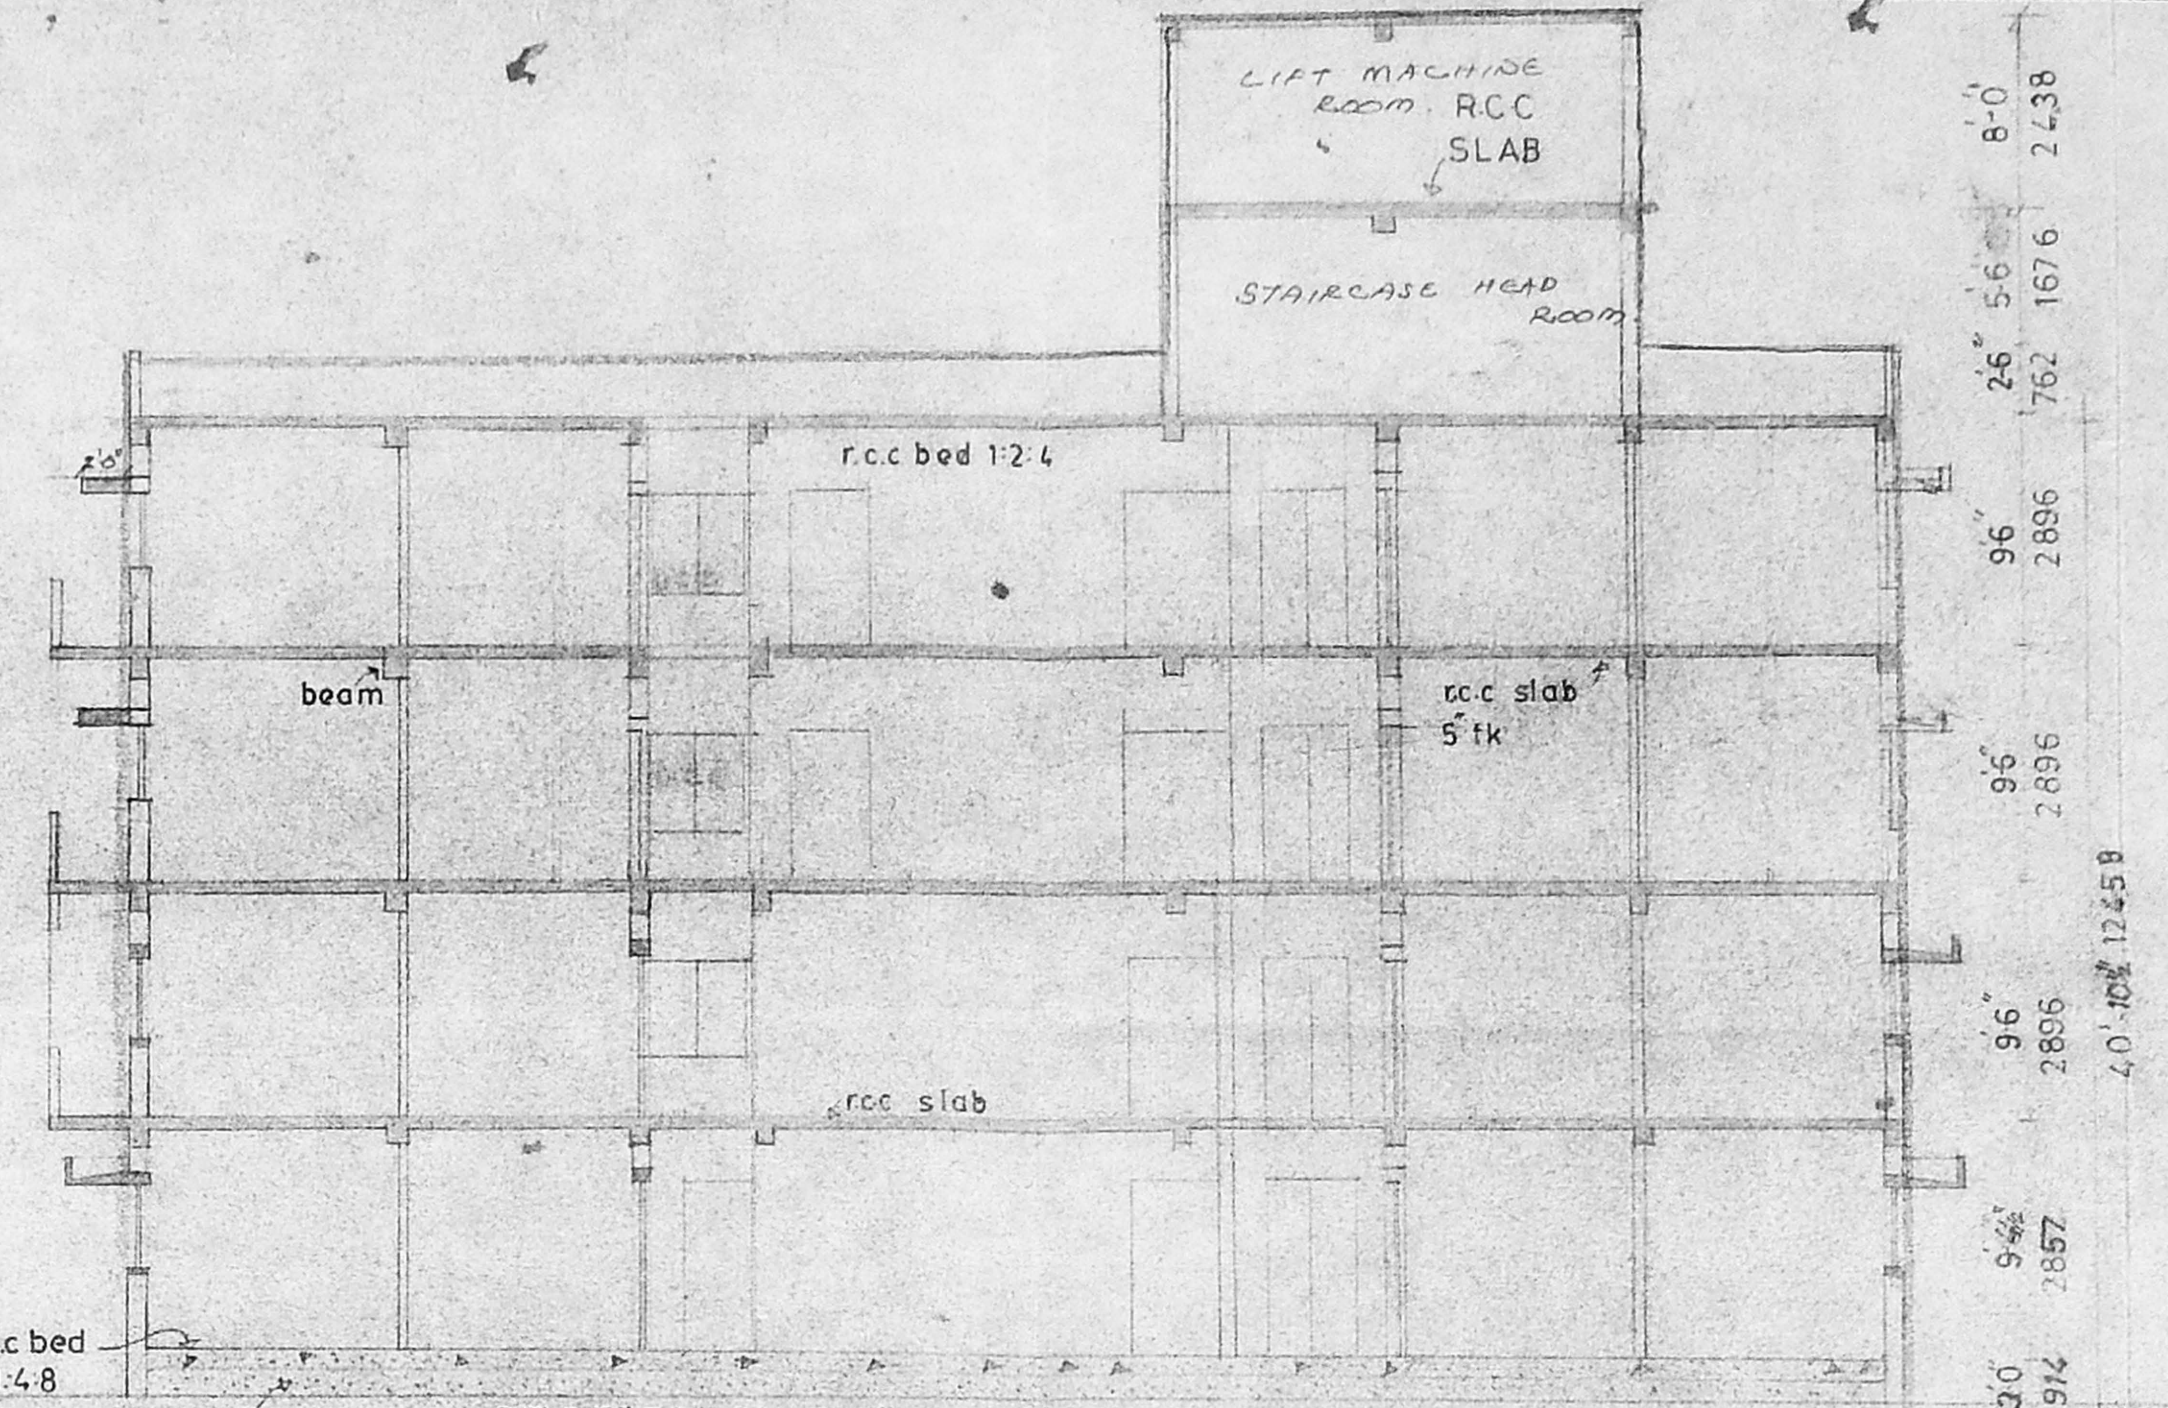 LIFT MACHINE
ROOM. R.C.C
SLAB
8'-0"
2438
STAIRCASE HEAD
ROOM.
5-6
1676
2'-6"
762
2'0"
r.c.c bed 1:2:4
9'6"
2896
beam
r.c.c slab
5" tk
9'6"
2896
9'6"
2896
40'-10½" 12459
r.c.c slab
2857
.c bed
:4:8
3'0
914